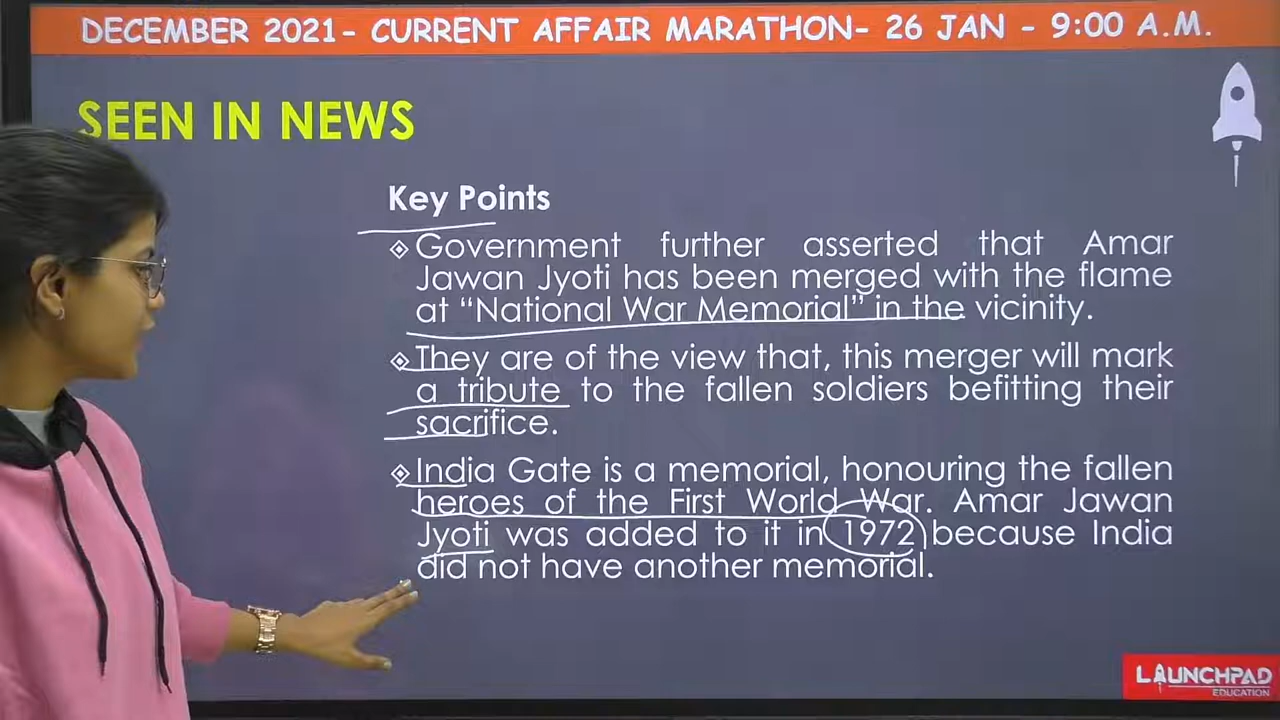 DECEMBER 2021- CURRENT AFFAIR MARATHON- 26 JAN - 9:00 A.M.
SEEN IN NEWS
Key Points
Government further asserted that Amar
Jawan Jyoti has been merged with the flame
at “National War Memorial” in the vicinity.
They are of the view that, this merger will mark
a tribute to the fallen soldiers befitting their
sacrifice.
India Gate is a memorial, honouring the fallen
heroes of the First World War. Amar Jawan
Jyoti was added to it in 1972 because India
did not have another memorial.
LAUNCHPAD
EDUCATION